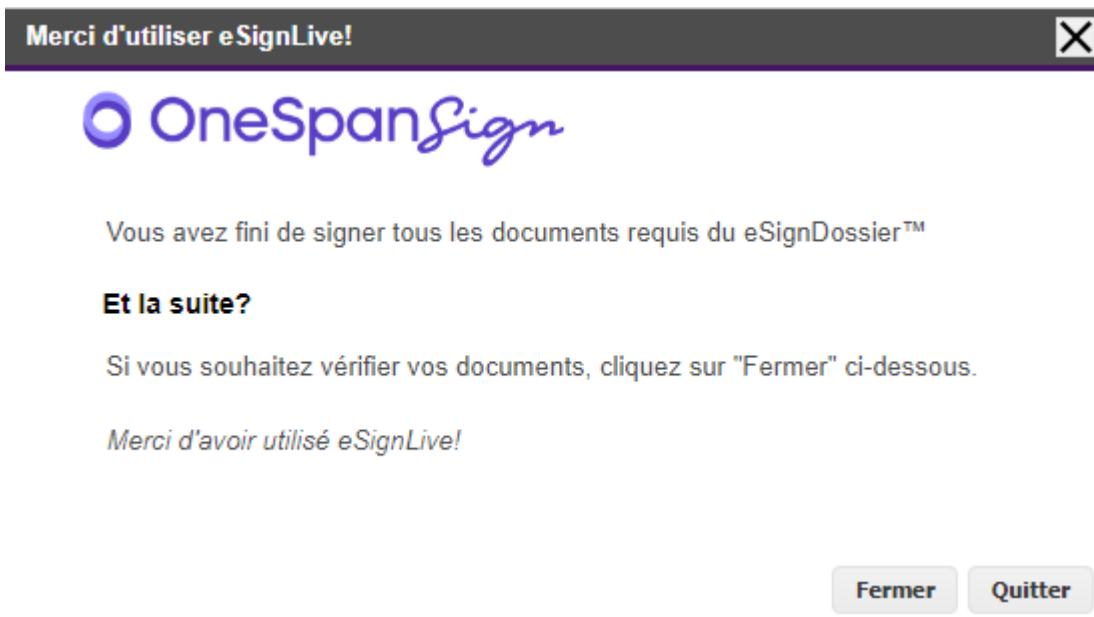 Merci d'utiliser eSignLive!
OneSpanSign
Vous avez fini de signer tous les documents requis du eSignDossier™
Et la suite?
Si vous souhaitez vérifier vos documents, cliquez sur "Fermer" ci-dessous.
Merci d'avoir utilisé eSignLive!
Fermer Quitter